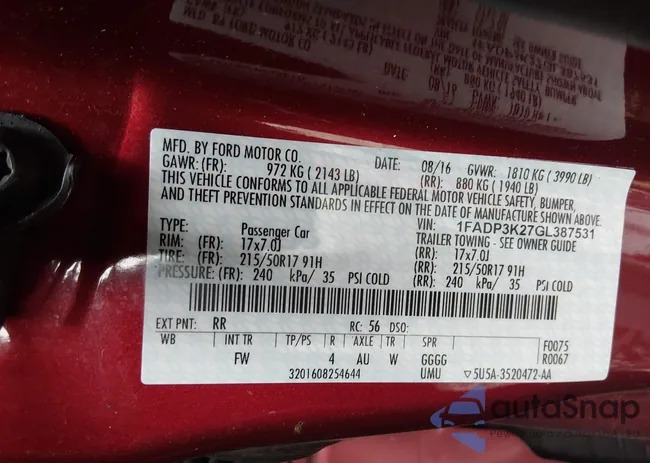 MFD. BY FORD MOTOR CO.
DATE: 08/16 GVWR: 1810 KG ( 3990 LB)
GAWR: (FR): 972 KG ( 2143 LB) (RR): 880 KG ( 1940 LB)
THIS VEHICLE CONFORMS TO ALL APPLICABLE FEDERAL MOTOR VEHICLE SAFETY, BUMPER,
AND THEFT PREVENTION STANDARDS IN EFFECT ON THE DATE OF MANUFACTURE SHOWN ABOVE.
VIN: 1FADP3K27GL387531
TYPE: Passenger Car TRAILER TOWING - SEE OWNER GUIDE
RIM: (FR): 17x7.0J (RR): 17x7.0J
TIRE: (FR): 215/50R17 91H (RR): 215/50R17 91H
PRESSURE: (FR): 240 kPa/ 35 PSI COLD (RR): 240 kPa/ 35 PSI COLD
EXT PNT: RR RC: 56 DSO: F0075
WB INT TR TP/PS R AXLE TR SPR R0067
FW 4 AU W GGGG
3201608254644 UMU ▽5U5A-3520472-AA
autoSnap